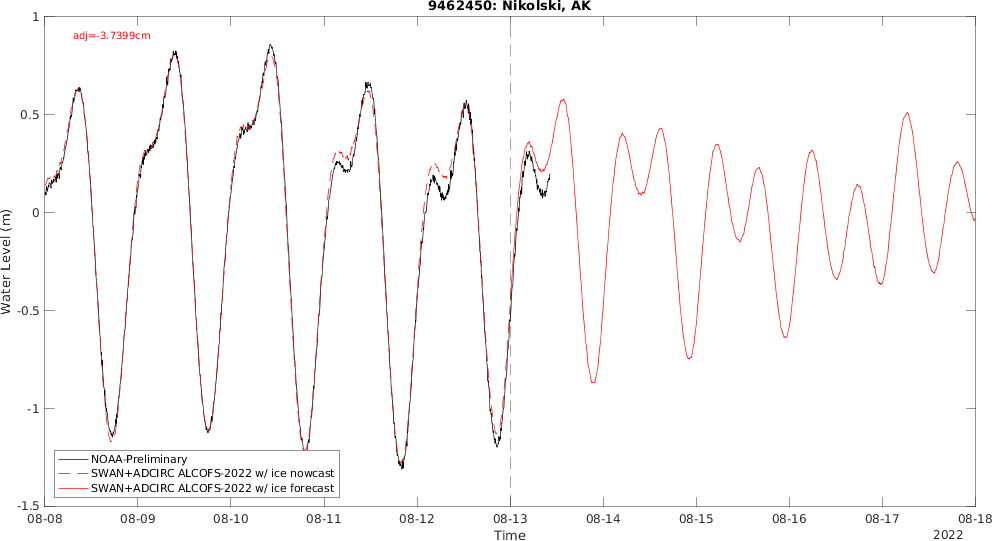 9462450: Nikolski, AK
adj=-3.7399cm
1
0.5
0
-0.5
-1
-1.5
Water Level (m)
NOAA-Preliminary
SWAN+ADCIRC ALCOFS-2022 w/ ice nowcast
SWAN+ADCIRC ALCOFS-2022 w/ ice forecast
08-08 08-09 08-10 08-11 08-12 08-13 08-14 08-15 08-16 08-17 08-18
Time
2022